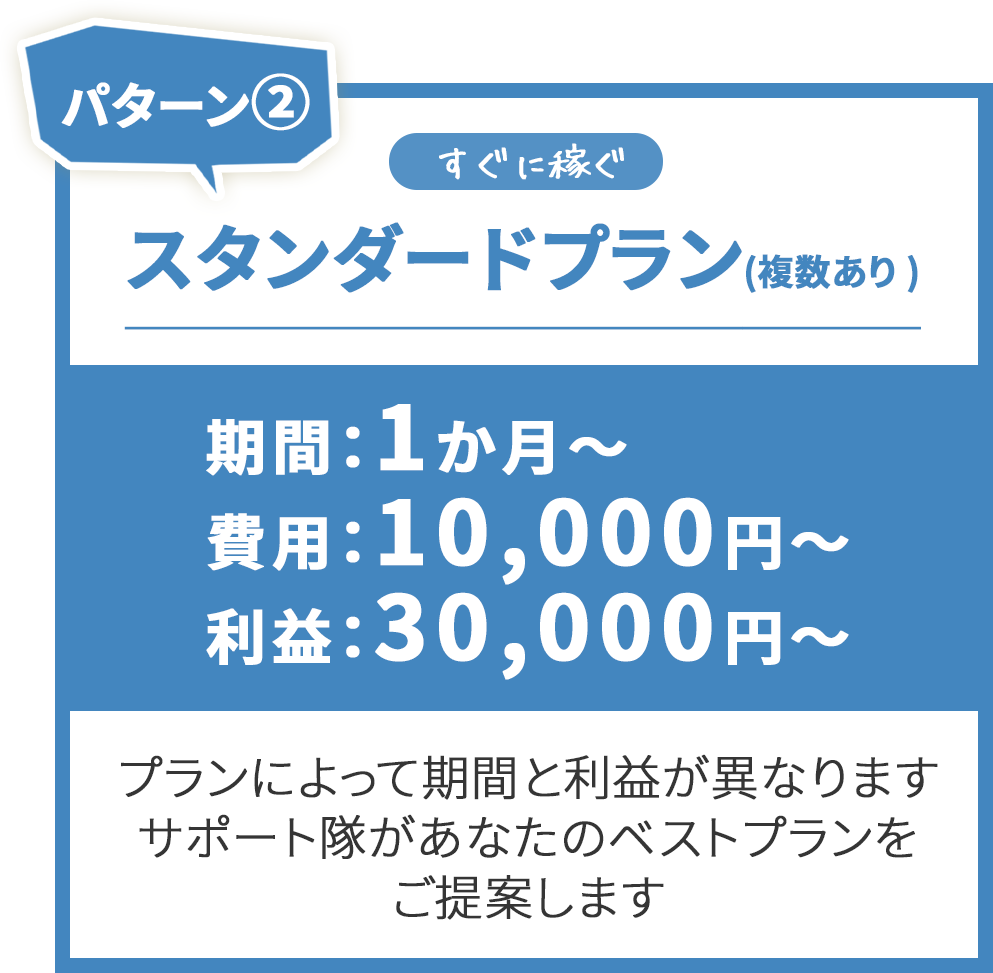 パターン②
すぐに稼ぐ
スタンダードプラン(複数あり)
期間：1か月〜
費用：10,000円〜
利益：30,000円〜
プランによって期間と利益が異なります
サポート隊があなたのベストプランを
ご提案します